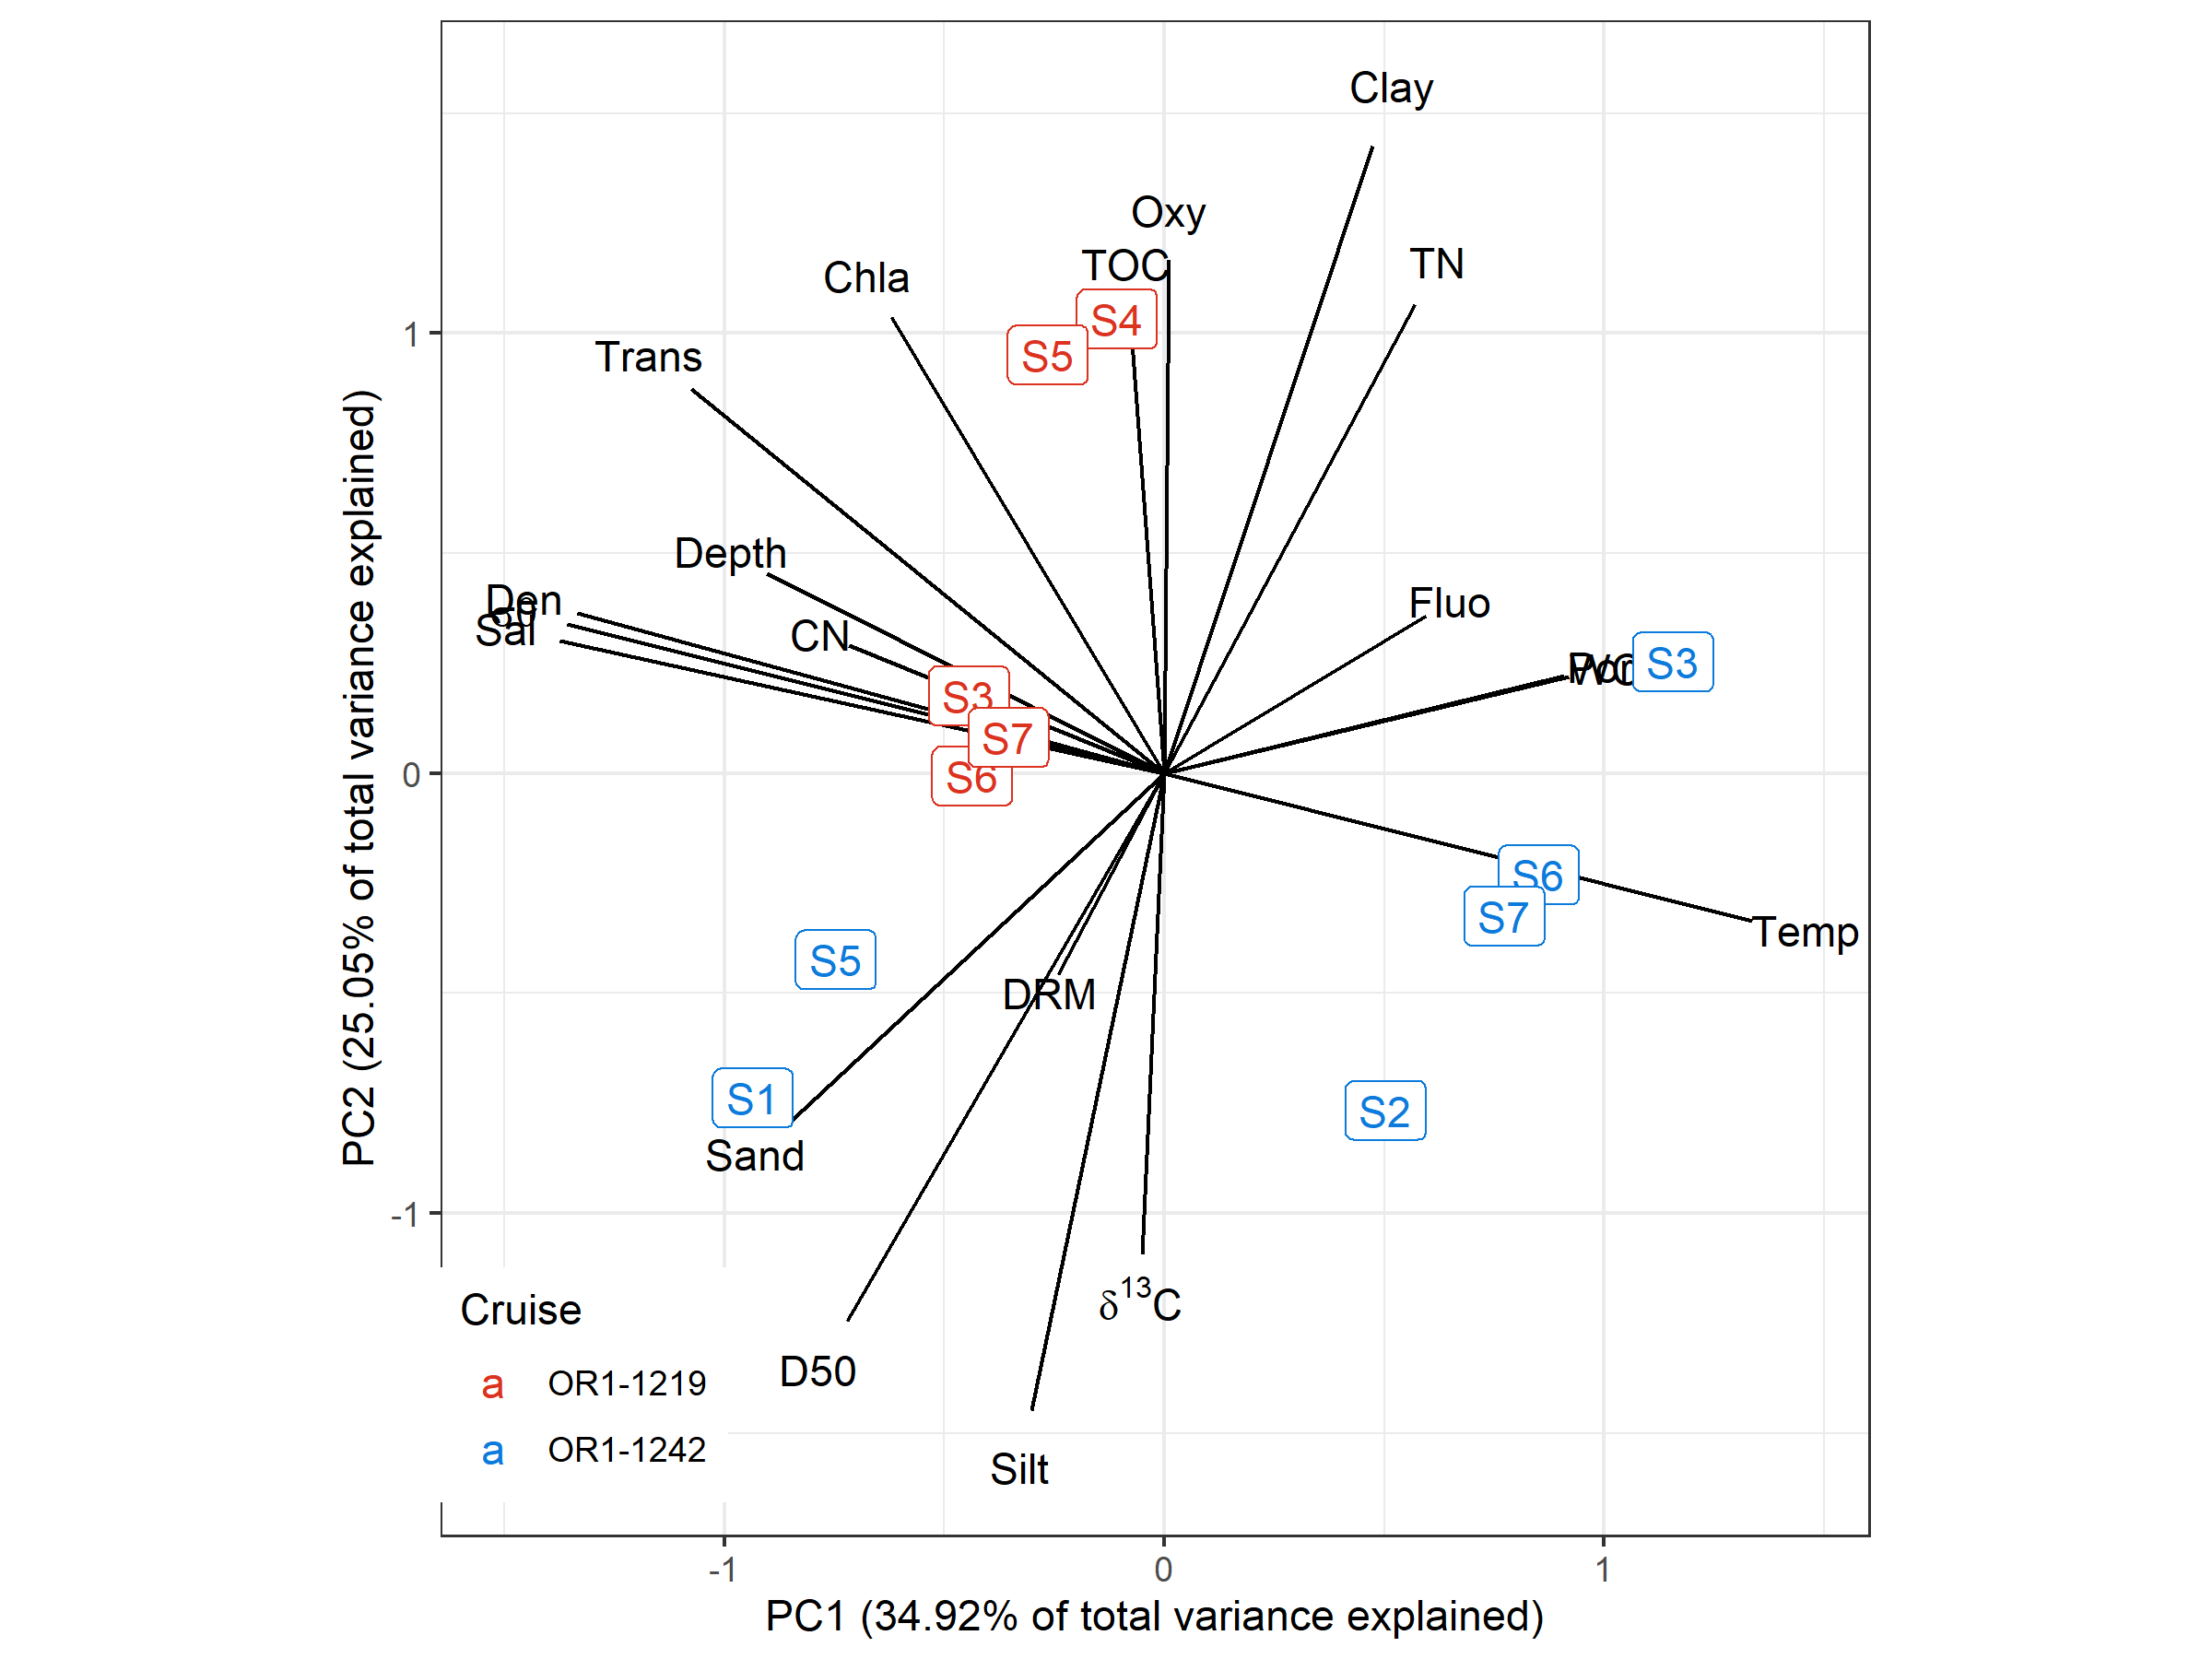 Clay
Oxy
TOC
TN
Chla
Trans
S4
S5
1
Depth
Den
Sal
CN
Fluo
Por
S3
S3
S7
S6
0
S6
S7
Temp
S5
DRM
S1
S2
Sand
-1
δ13C
D50
Silt
Cruise
a OR1-1219
a OR1-1242
-1 0 1
PC1 (34.92% of total variance explained)
PC2 (25.05% of total variance explained)